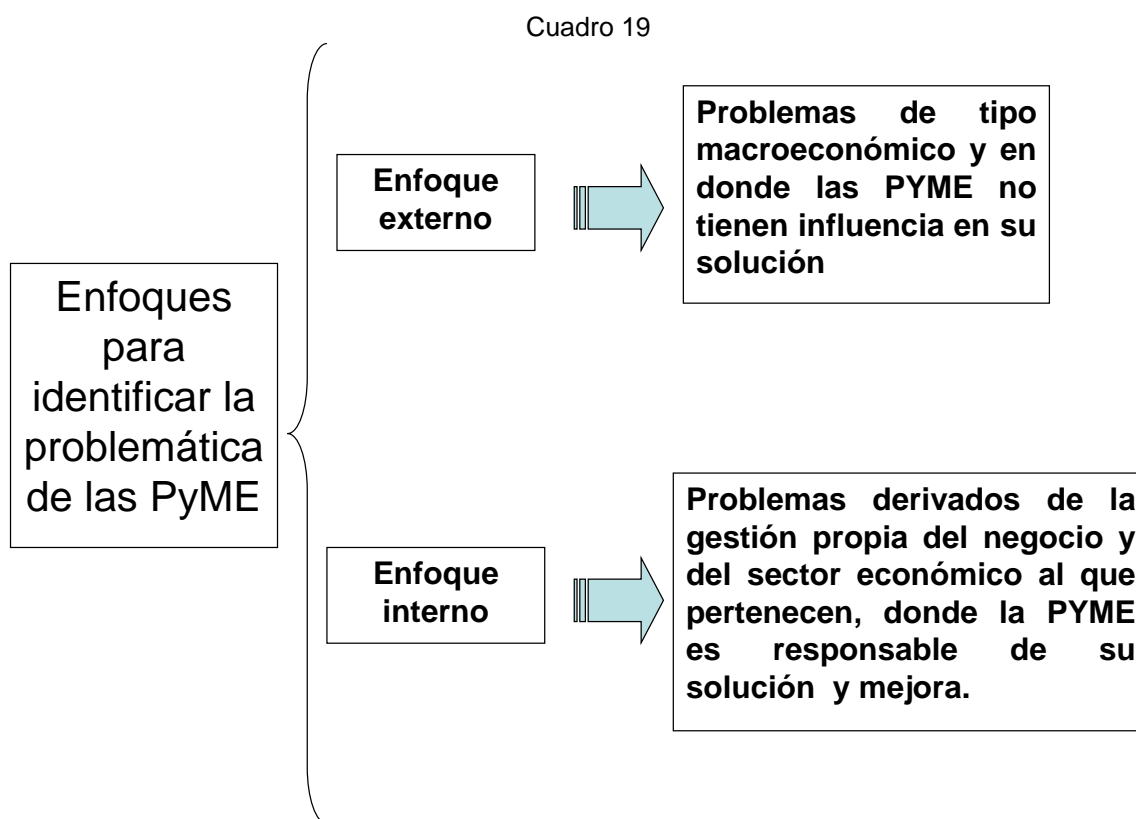 Cuadro 19
Enfoques
para
identificar la
problemática
de las PyME
Enfoque
externo
Problemas de tipo
macroeconómico y en
donde las PYME no
tienen influencia en su
solución
Enfoque
interno
Problemas derivados de la
gestión propia del negocio y
del sector económico al que
pertenecen, donde la PYME
es responsable de su
solución y mejora.